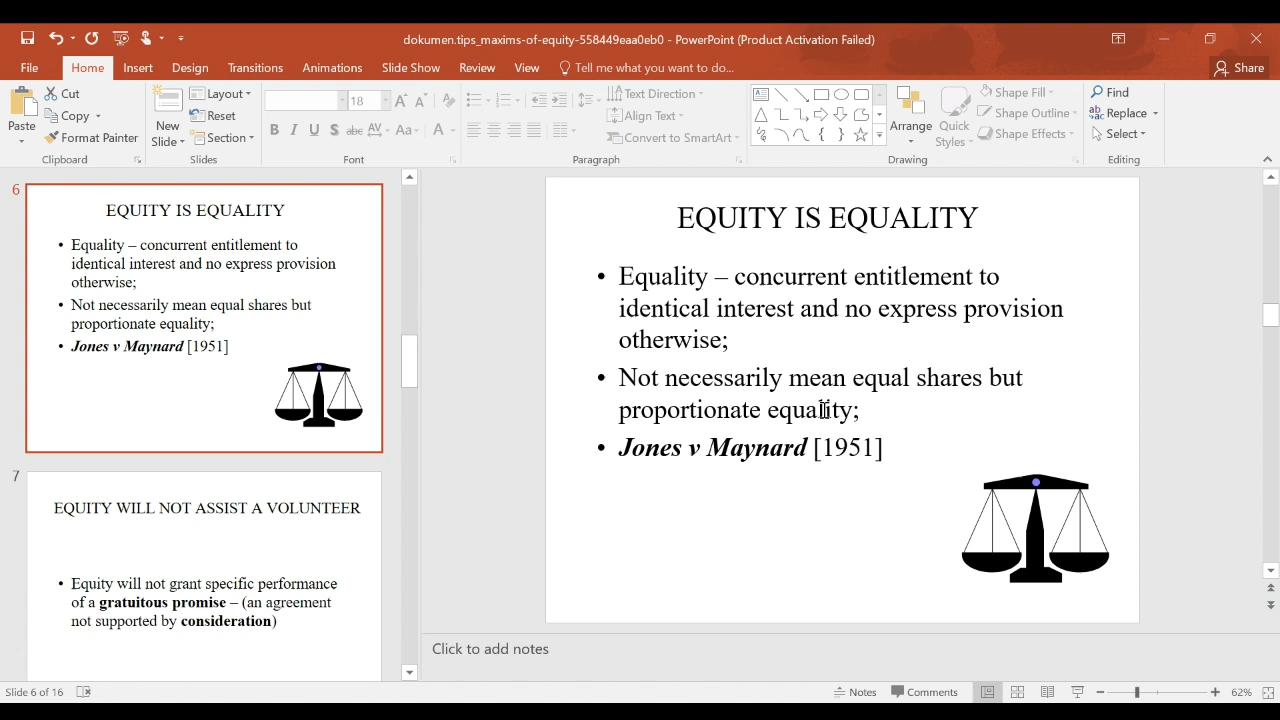 dokumen.tips_maxims-of-equity-558449eaa0eb0 - PowerPoint (Product Activation Failed)
File Home Insert Design Transitions Animations Slide Show Review View Tell me what you want to do... Share
Paste
Cut
Copy
Format Painter
Clipboard
New Slide
Layout
Reset
Section
Slides
18
B I U S abc AV Aa A
Font
Text Direction
Align Text
Convert to SmartArt
Paragraph
Arrange
Quick Styles
Shape Fill
Shape Outline
Shape Effects
Drawing
Find
Replace
Select
Editing
6
EQUITY IS EQUALITY
• Equality – concurrent entitlement to
identical interest and no express provision
otherwise;
• Not necessarily mean equal shares but
proportionate equality;
• Jones v Maynard [1951]
7
EQUITY WILL NOT ASSIST A VOLUNTEER
• Equity will not grant specific performance
of a gratuitous promise – (an agreement
not supported by consideration)
EQUITY IS EQUALITY
• Equality – concurrent entitlement to
identical interest and no express provision
otherwise;
• Not necessarily mean equal shares but
proportionate equality;
• Jones v Maynard [1951]
Click to add notes
Slide 6 of 16 Notes Comments 62%